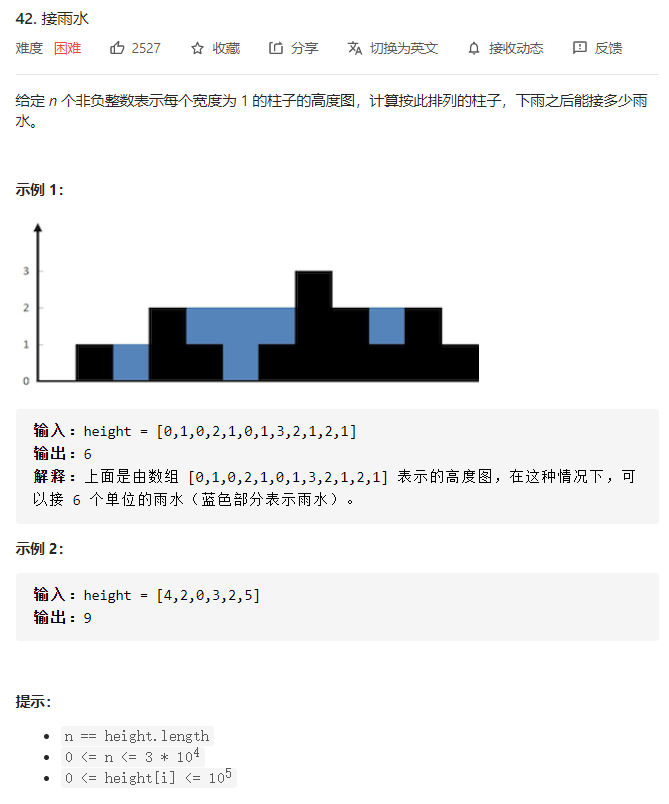 42. 接雨水
难度 困难 2527 收藏 分享 切换为英文 接收动态 反馈
给定 n 个非负整数表示每个宽度为 1 的柱子的高度图，计算按此排列的柱子，下雨之后能接多少雨
水。
示例 1：
3
2
1
0
输入：height = [0,1,0,2,1,0,1,3,2,1,2,1]
输出：6
解释：上面是由数组 [0,1,0,2,1,0,1,3,2,1,2,1] 表示的高度图，在这种情况下，可
以接 6 个单位的雨水（蓝色部分表示雨水）。
示例 2：
输入：height = [4,2,0,3,2,5]
输出：9
提示：
n == height.length
0 <= n <= 3 * 10⁴
0 <= height[i] <= 10⁵